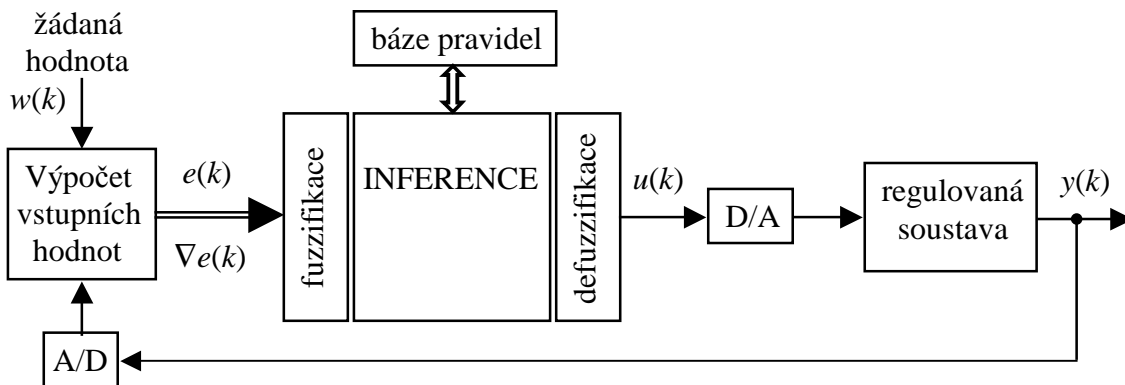 žádaná
hodnota
w(k)
báze pravidel
Výpočet
vstupních
hodnot
e(k)
∇e(k)
fuzzifikace
INFERENCE
defuzzifikace
u(k)
D/A
regulovaná
soustava
y(k)
A/D